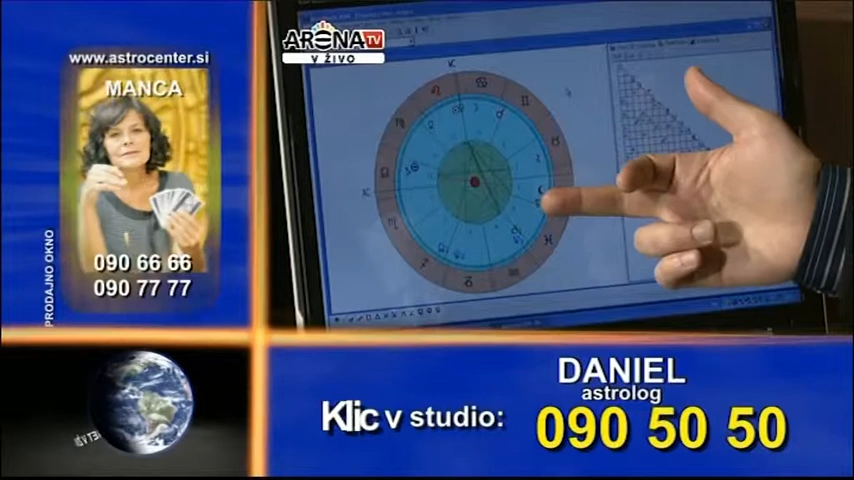 www.astrocenter.si
MANCA
090 66 66
090 77 77
PRODAJNO OKNO
ARENA TV
V ŽIVO
DANIEL
astrolog
Klic v studio:
090 50 50